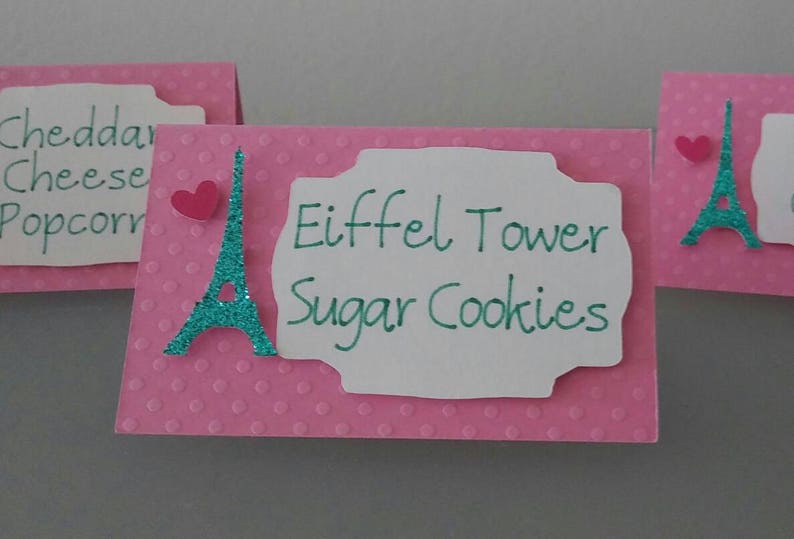 Cheddar
Cheese
Popcorn
Eiffel Tower
Sugar Cookies